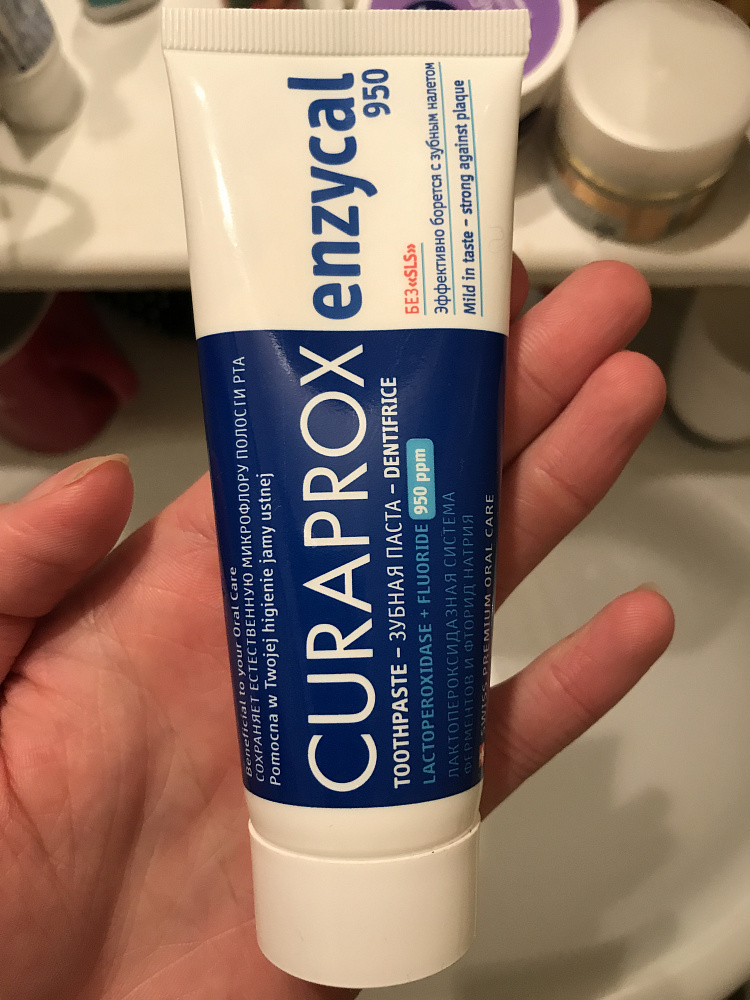 enzycal
950
БЕЗ «SLS»
Эффективно борется с зубным налетом
Mild in taste – strong against plaque
Beneficial to your Oral Care
СОХРАНЯЕТ ЕСТЕСТВЕННУЮ МИКРОФЛОРУ ПОЛОСТИ РТА
Pomocna w Twojej higienie jamy ustnej
CURAPROX
TOOTHPASTE – ЗУБНАЯ ПАСТА – DENTIFRICE
LACTOPEROXIDASE + FLUORIDE 950 ppm
ЛАКТОПЕРОКСИДАЗНАЯ СИСТЕМА
ФЕРМЕНТОВ И ФТОРИД НАТРИЯ
SWISS PREMIUM ORAL CARE